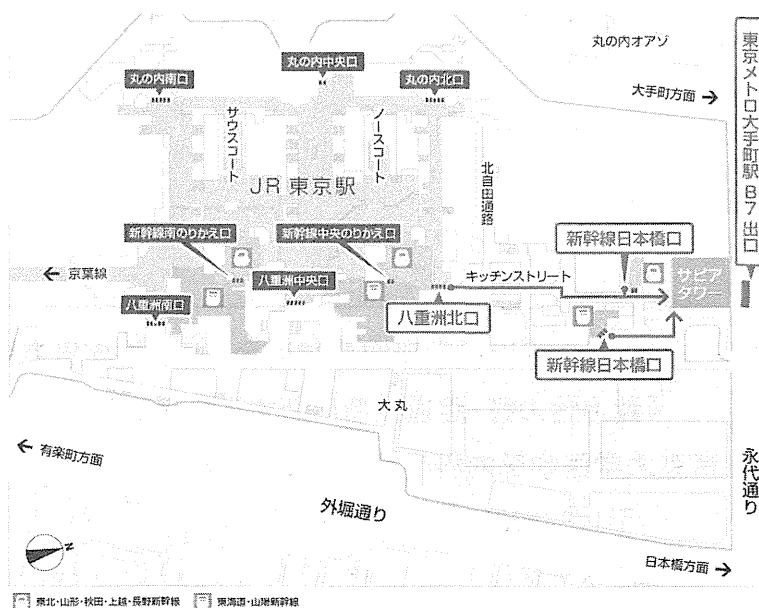 丸の内オアゾ
東京メトロ大手町駅 B7出口
丸の内中央口
丸の内南口
丸の内北口
大手町方面
サウスコート
ノースコート
北自由通路
JR 東京駅
新幹線南のりかえ口
新幹線中央のりかえ口
新幹線日本橋口
京葉線
八重洲中央口
キッチンストリート
サピア
タワー
八重洲南口
八重洲北口
新幹線日本橋口
大丸
有楽町方面
永代通り
外堀通り
日本橋方面
N
東北・山形・秋田・上越・長野新幹線
東海道・山陽新幹線